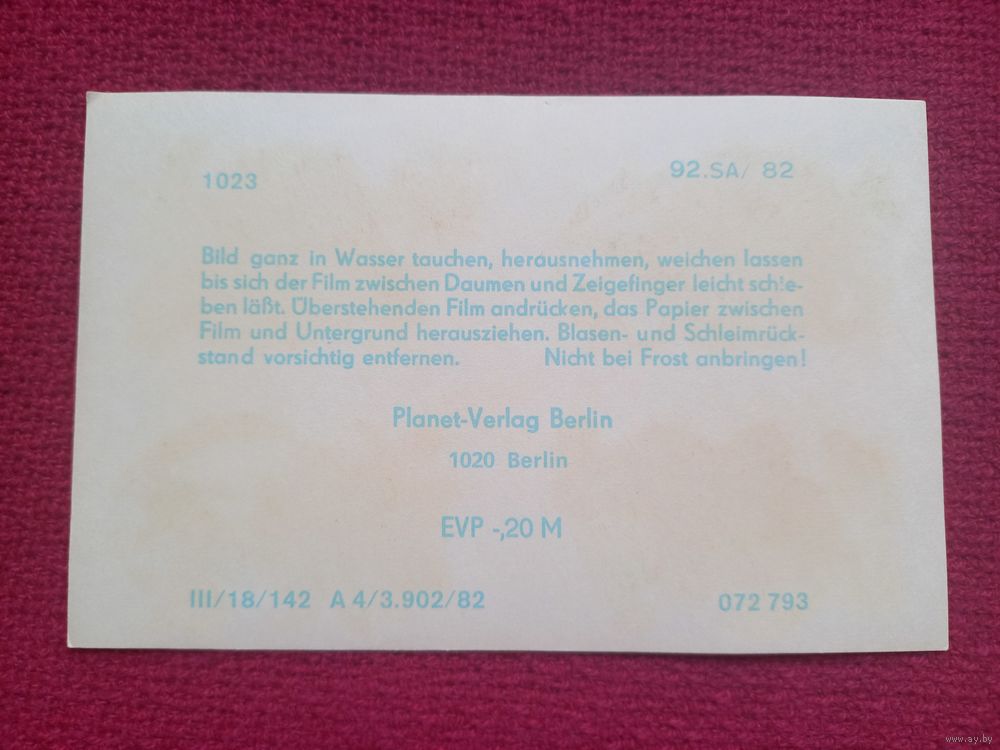 1023
92.SA/ 82
Bild ganz in Wasser tauchen, herausnehmen, weichen lassen
bis sich der Film zwischen Daumen und Zeigefinger leicht schie-
ben läßt. Überstehenden Film andrücken, das Papier zwischen
Film und Untergrund herausziehen. Blasen- und Schleimrück-
stand vorsichtig entfernen. Nicht bei Frost anbringen!
Planet-Verlag Berlin
1020 Berlin
EVP -,20 M
III/18/142 A 4/3.902/82
072 793
www.ay.by